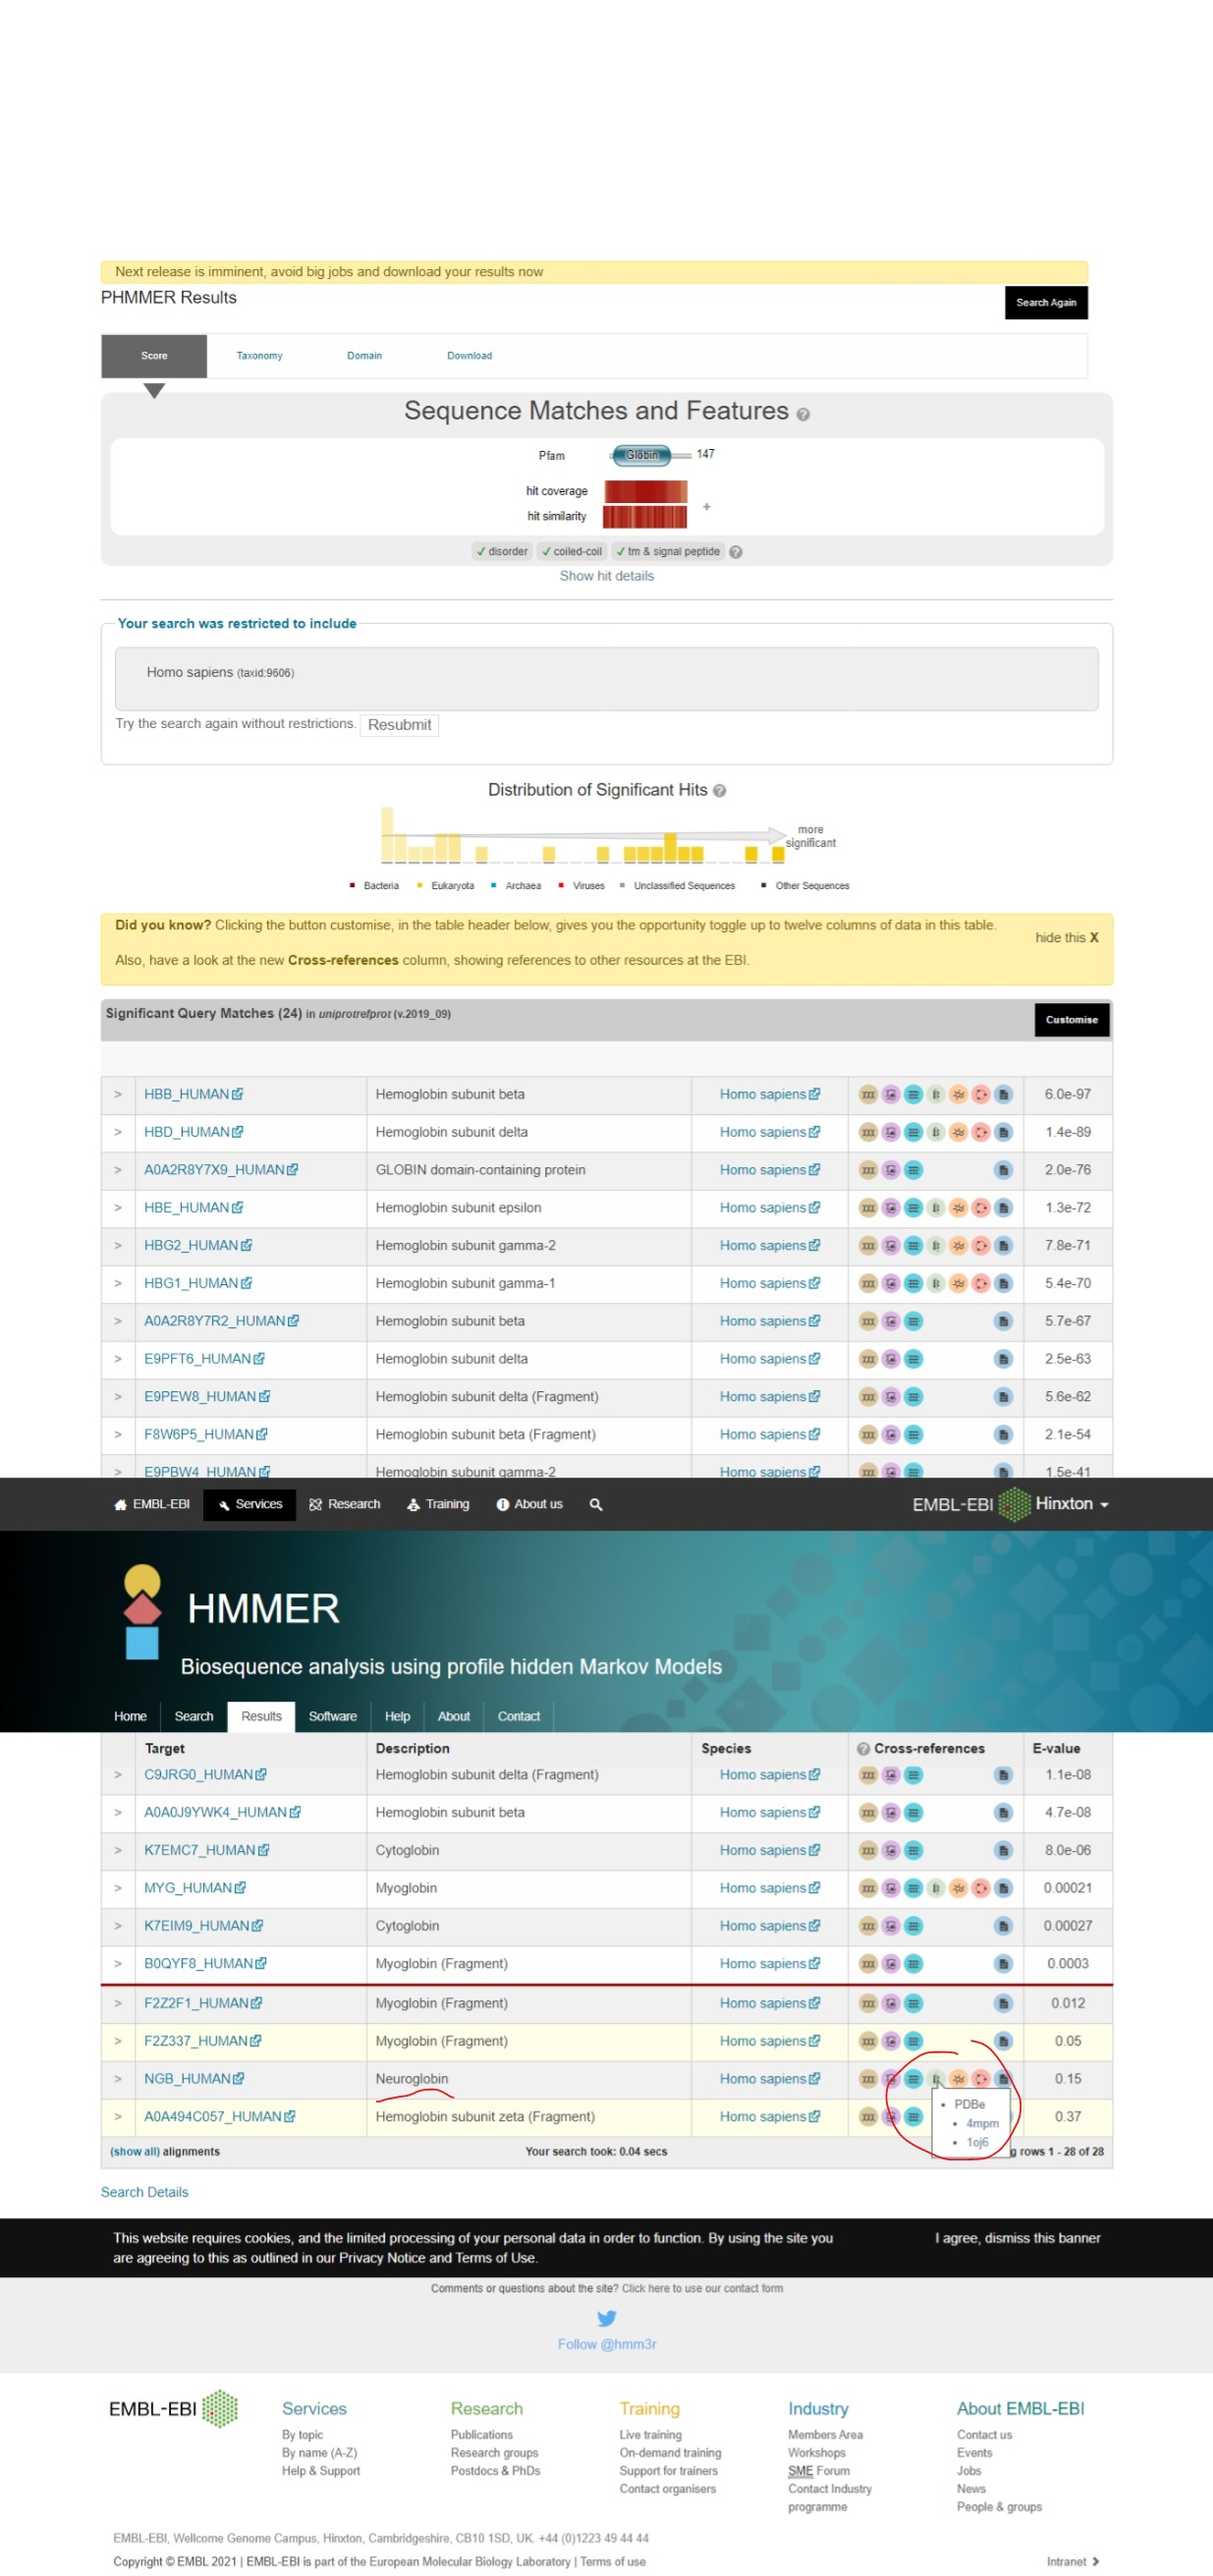 Next release is imminent, avoid big jobs and download your results now
PHMMER Results
Search Again
Score Taxonomy Domain Download
Sequence Matches and Features ?
Pfam Globin 147
hit coverage
hit similarity +
✓ disorder ✓ coiled-coil ✓ tm & signal peptide ?
Show hit details
Your search was restricted to include
Homo sapiens (taxid:9606)
Try the search again without restrictions. Resubmit
Distribution of Significant Hits ?
more
significant
Bacteria Eukaryota Archaea Viruses Unclassified Sequences Other Sequences
Did you know? Clicking the button customise, in the table header below, gives you the opportunity toggle up to twelve columns of data in this table.
hide this X
Also, have a look at the new Cross-references column, showing references to other resources at the EBI.
Significant Query Matches (24) in uniprotrefprot (v.2019_09) Customise
> HBB_HUMAN Hemoglobin subunit beta Homo sapiens 6.0e-97
> HBD_HUMAN Hemoglobin subunit delta Homo sapiens 1.4e-89
> A0A2R8Y7X9_HUMAN GLOBIN domain-containing protein Homo sapiens 2.0e-76
> HBE_HUMAN Hemoglobin subunit epsilon Homo sapiens 1.3e-72
> HBG2_HUMAN Hemoglobin subunit gamma-2 Homo sapiens 7.8e-71
> HBG1_HUMAN Hemoglobin subunit gamma-1 Homo sapiens 5.4e-70
> A0A2R8Y7R2_HUMAN Hemoglobin subunit beta Homo sapiens 5.7e-67
> E9PFT6_HUMAN Hemoglobin subunit delta Homo sapiens 2.5e-63
> E9PEW8_HUMAN Hemoglobin subunit delta (Fragment) Homo sapiens 5.6e-62
> F8W6P5_HUMAN Hemoglobin subunit beta (Fragment) Homo sapiens 2.1e-54
> E9PBW4_HUMAN Hemoglobin subunit gamma-2 Homo sapiens 1.5e-41
EMBL-EBI Services Research Training About us EMBL-EBI Hinxton
HMMER
Biosequence analysis using profile hidden Markov Models
Home Search Results Software Help About Contact
Target Description Species ? Cross-references E-value
> C9JRG0_HUMAN Hemoglobin subunit delta (Fragment) Homo sapiens 1.1e-08
> A0A0J9YWK4_HUMAN Hemoglobin subunit beta Homo sapiens 4.7e-08
> K7EMC7_HUMAN Cytoglobin Homo sapiens 8.0e-06
> MYG_HUMAN Myoglobin Homo sapiens 0.00021
> K7EIM9_HUMAN Cytoglobin Homo sapiens 0.00027
> B0QYF8_HUMAN Myoglobin (Fragment) Homo sapiens 0.0003
> F2Z2F1_HUMAN Myoglobin (Fragment) Homo sapiens 0.012
> F2Z337_HUMAN Myoglobin (Fragment) Homo sapiens 0.05
> NGB_HUMAN Neuroglobin Homo sapiens 0.15
PDBe
> A0A494C057_HUMAN Hemoglobin subunit zeta (Fragment) Homo sapiens 0.37
4mpm
1oj6
(show all) alignments Your search took: 0.04 secs g rows 1 - 28 of 28
Search Details
This website requires cookies, and the limited processing of your personal data in order to function. By using the site you
are agreeing to this as outlined in our Privacy Notice and Terms of Use.
I agree, dismiss this banner
Comments or questions about the site? Click here to use our contact form
Follow @hmm3r
EMBL-EBI Services Research Training Industry About EMBL-EBI
By topic Publications Live training Members Area Contact us
By name (A-Z) Research groups On-demand training Workshops Events
Help & Support Postdocs & PhDs Support for trainers SME Forum Jobs
Contact organisers Contact Industry News
programme People & groups
EMBL-EBI, Wellcome Genome Campus, Hinxton, Cambridgeshire, CB10 1SD, UK. +44 (0)1223 49 44 44
Copyright © EMBL 2021 | EMBL-EBI is part of the European Molecular Biology Laboratory | Terms of use Intranet